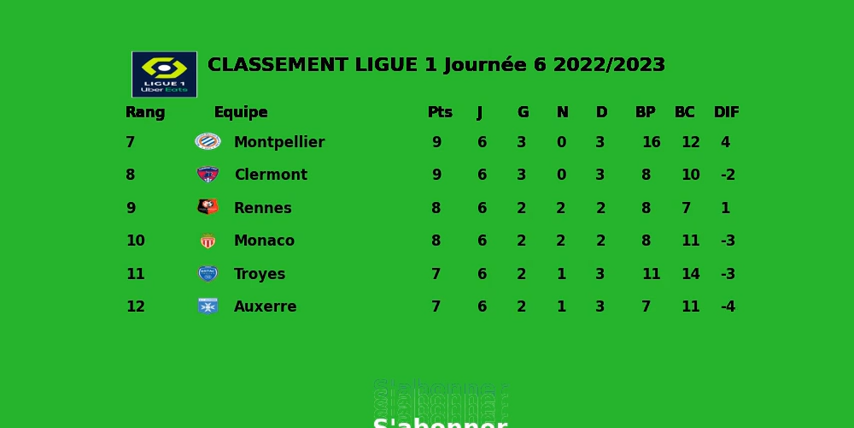 CLASSEMENT LIGUE 1 Journée 6 2022/2023
LIGUE 1
Uber Eats
Rang Equipe Pts J G N D BP BC DIF
7 Montpellier 9 6 3 0 3 16 12 4
8 Clermont 9 6 3 0 3 8 10 -2
9 Rennes 8 6 2 2 2 8 7 1
10 Monaco 8 6 2 2 2 8 11 -3
11 Troyes 7 6 2 1 3 11 14 -3
12 Auxerre 7 6 2 1 3 7 11 -4
S'abonner